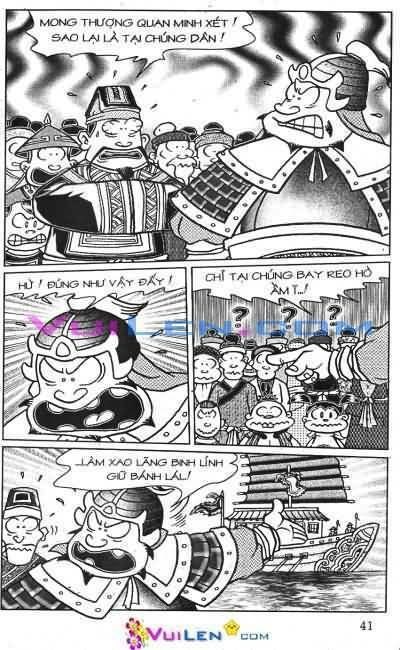 MONG THƯỢNG QUAN MINH XÉT!
SAO LẠI LÀ TẠI CHÚNG DÂN!
HỪ! ĐÚNG NHƯ VẬY ĐẤY!
CHỈ TẠI CHÚNG BAY REO HÒ
ẦM Ĩ...!
? ? ?
VuiLen.com
...LÀM XAO LÃNG BINH LÍNH
GIỮ BÁNH LÁI..!
41
VuiLen.com